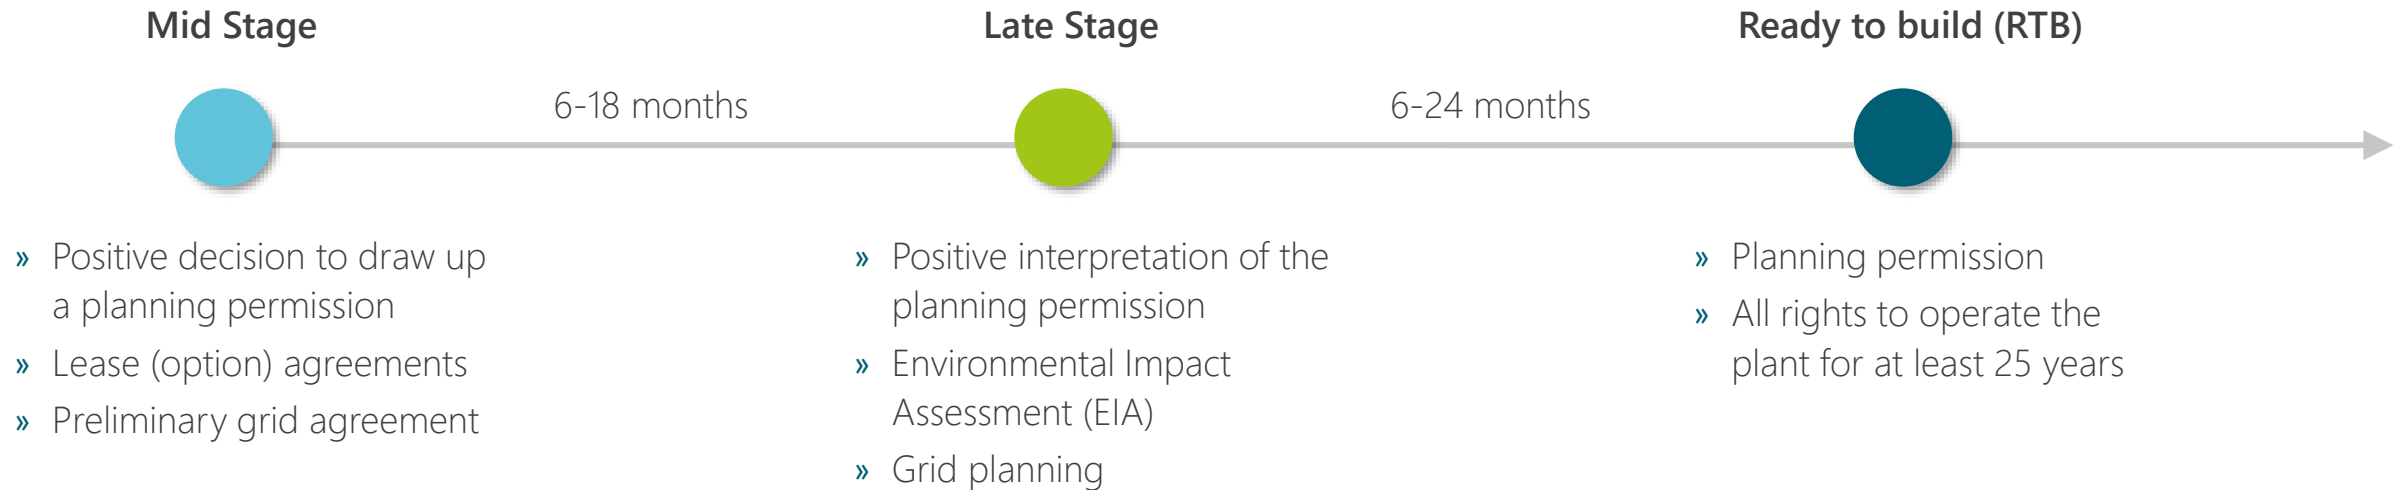 Mid Stage
Late Stage
Ready to build (RTB)
6-18 months
6-24 months
» Positive decision to draw up
a planning permission
» Lease (option) agreements
» Preliminary grid agreement
» Positive interpretation of the
planning permission
» Environmental Impact
Assessment (EIA)
» Grid planning
» Planning permission
» All rights to operate the
plant for at least 25 years